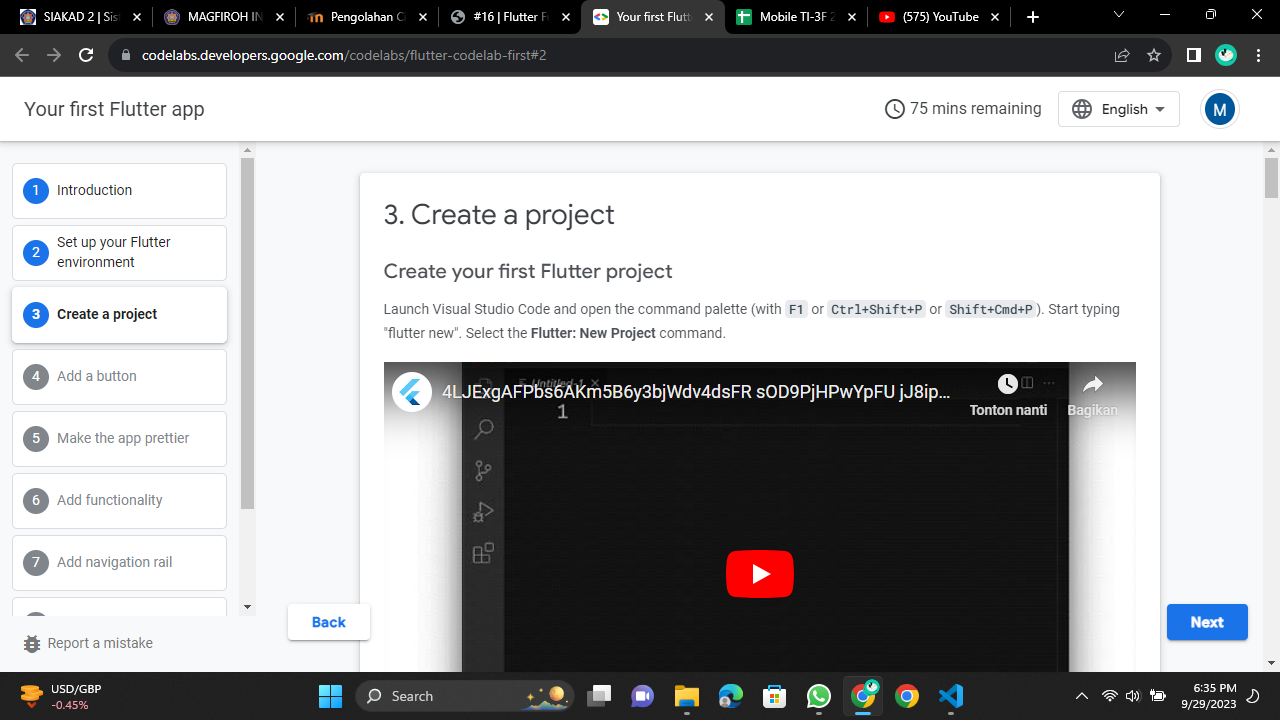 SIAKAD 2 | Sist
MAGFIROH IN
Pengolahan C
#16 | Flutter F
Your first Flutt
Mobile TI-3F 2
(575) YouTube
codelabs.developers.google.com/codelabs/flutter-codelab-first#2
Your first Flutter app
75 mins remaining
English
M
1 Introduction
2 Set up your Flutter
environment
3 Create a project
4 Add a button
5 Make the app prettier
6 Add functionality
7 Add navigation rail
Report a mistake
3. Create a project
Create your first Flutter project
Launch Visual Studio Code and open the command palette (with F1 or Ctrl+Shift+P or Shift+Cmd+P). Start typing
"flutter new". Select the Flutter: New Project command.
Untitled-1
4LJExgAFPbs6AKm5B6y3bjWdv4dsFR sOD9PjHPwYpFU jJ8ip...
Tonton nanti
Bagikan
1
Back
Next
USD/GBP
-0.45%
Search
6:35 PM
9/29/2023